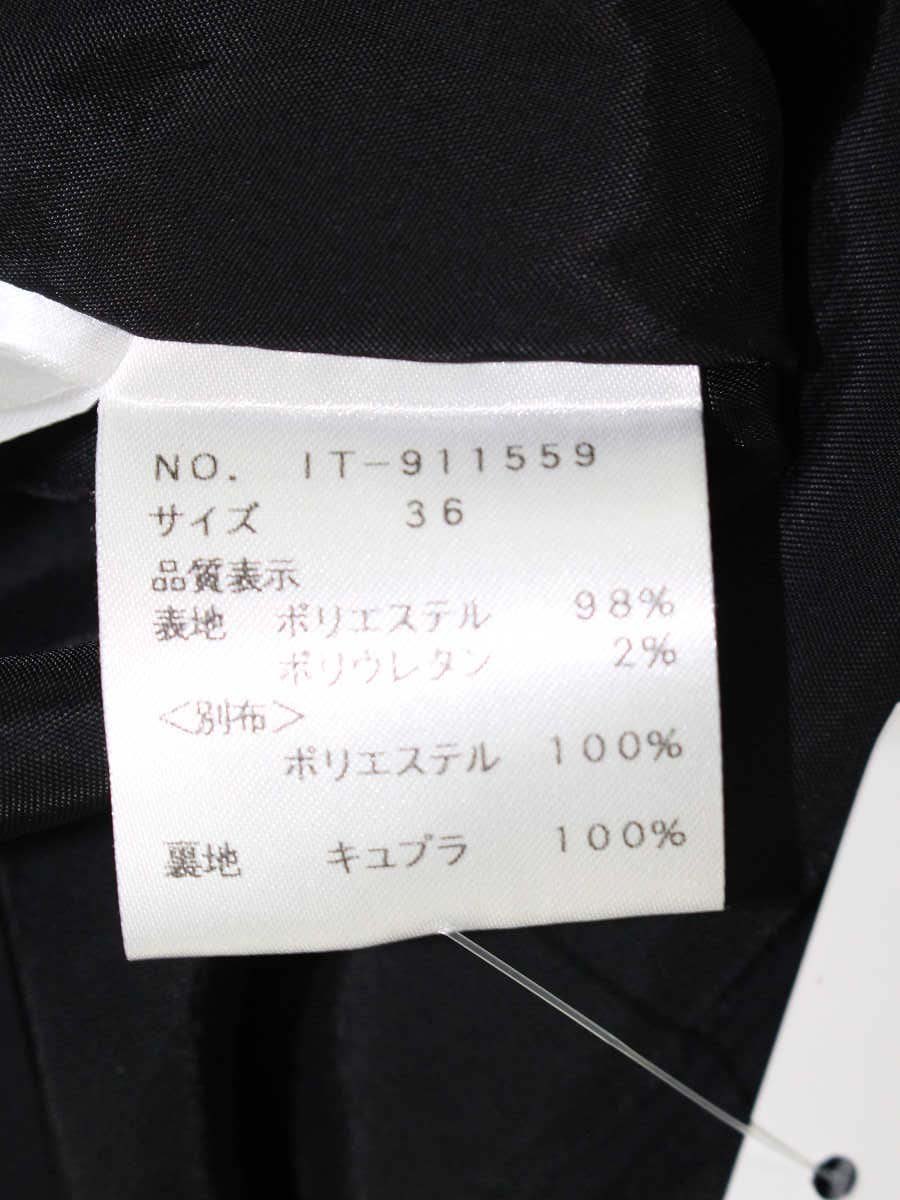 NO. IT-911559
サイズ 36
品質表示
表地 ポリエステル 98%
ポリウレタン 2%
<別布>
ポリエステル 100%
裏地 キュプラ 100%